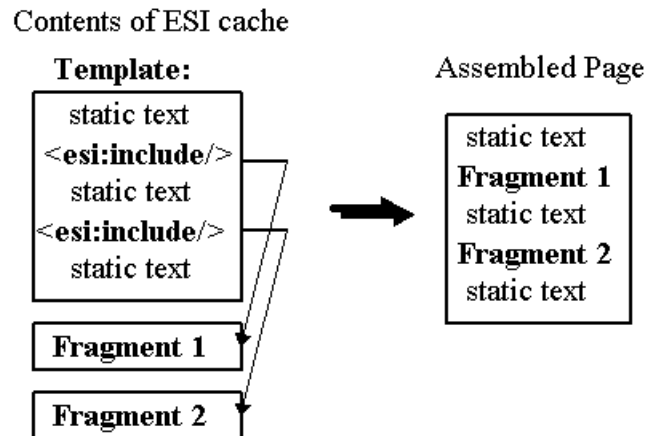 Contents of ESI cache
Template:
static text
<esi:include/>
static text
<esi:include/>
static text
Fragment 1
Fragment 2
Assembled Page
static text
Fragment 1
static text
Fragment 2
static text